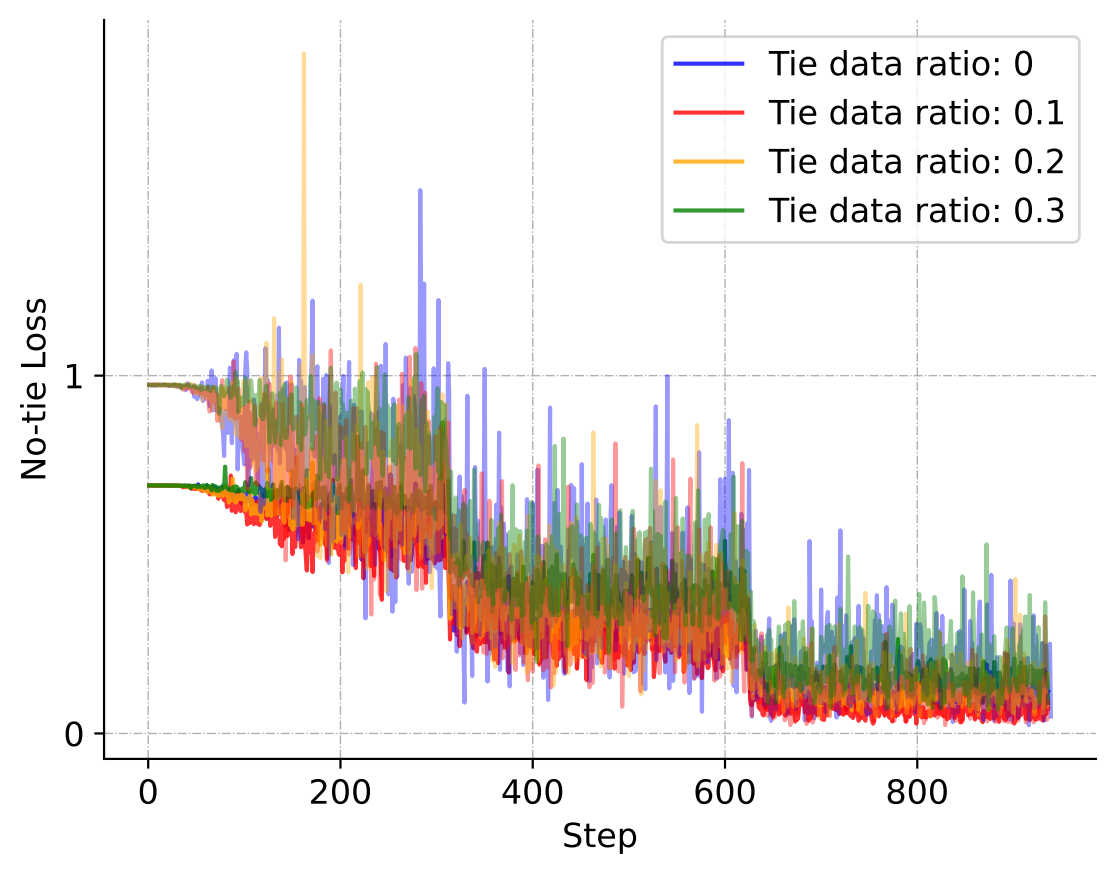 Tie data ratio: 0
Tie data ratio: 0.1
Tie data ratio: 0.2
Tie data ratio: 0.3
No-tie Loss
1
0
0 200 400 600 800
Step